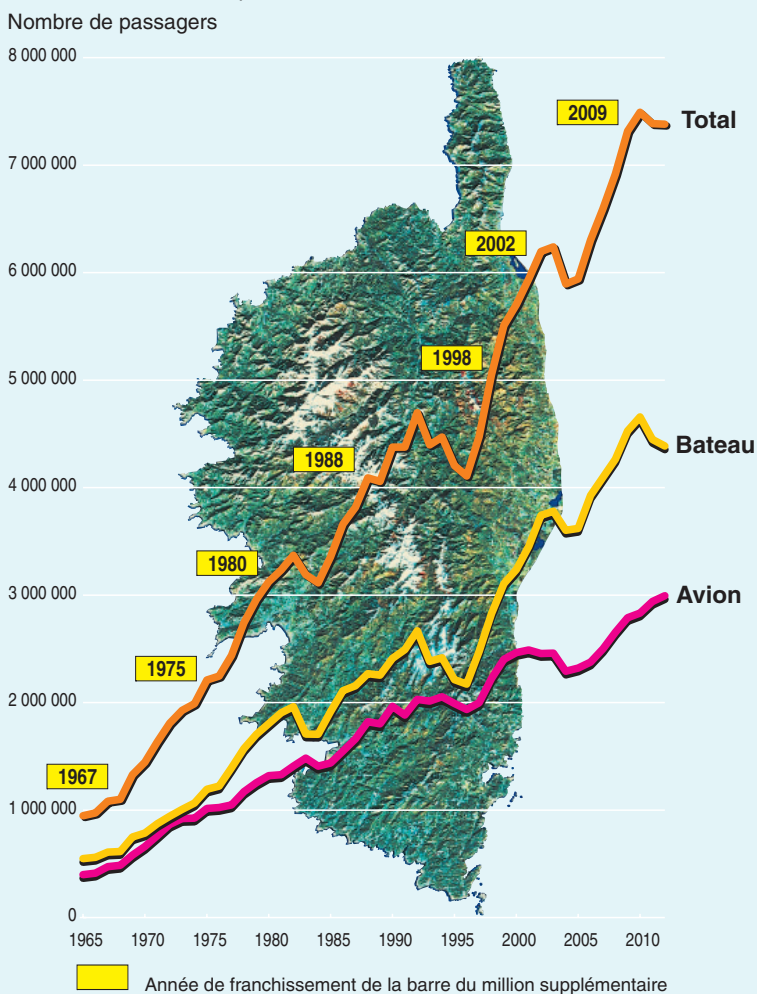 Nombre de passagers
8 000 000
2009
Total
7 000 000
2002
6 000 000
1998
5 000 000
1988
Bateau
4 000 000
1980
3 000 000
Avion
1975
2 000 000
1967
1 000 000
0
1965 1970 1975 1980 1985 1990 1995 2000 2005 2010
Année de franchissement de la barre du million supplémentaire